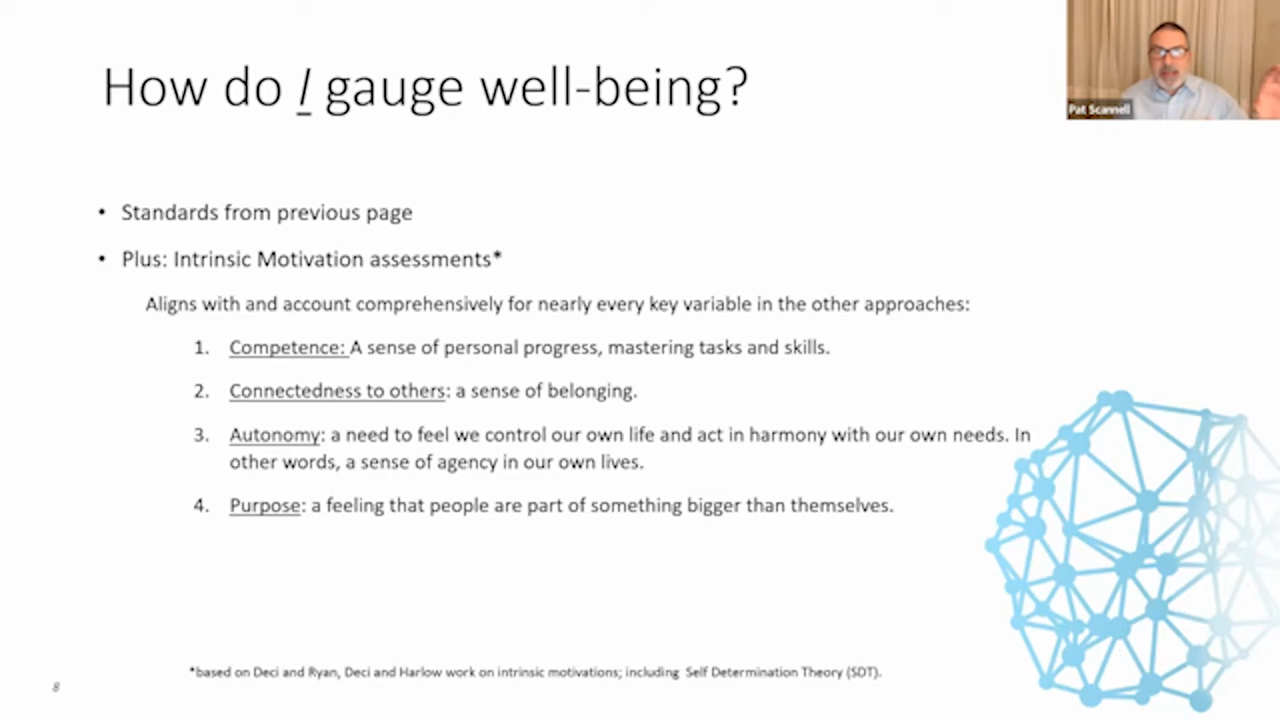 How do I gauge well-being?
Pat Scannell
• Standards from previous page
• Plus: Intrinsic Motivation assessments*
Aligns with and account comprehensively for nearly every key variable in the other approaches:
1. Competence: A sense of personal progress, mastering tasks and skills.
2. Connectedness to others: a sense of belonging.
3. Autonomy: a need to feel we control our own life and act in harmony with our own needs. In
other words, a sense of agency in our own lives.
4. Purpose: a feeling that people are part of something bigger than themselves.
*based on Deci and Ryan, Deci and Harlow work on intrinsic motivations; including Self Determination Theory (SDT).
8